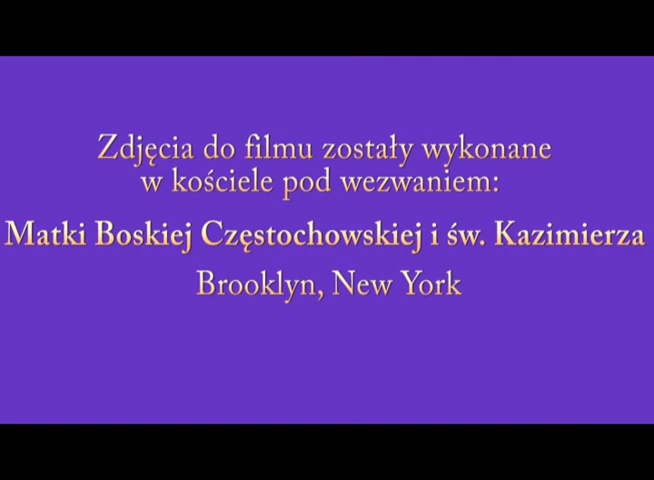 Zdjęcia do filmu zostały wykonane
w kościele pod wezwaniem:
Matki Boskiej Częstochowskiej i św. Kazimierza
Brooklyn, New York